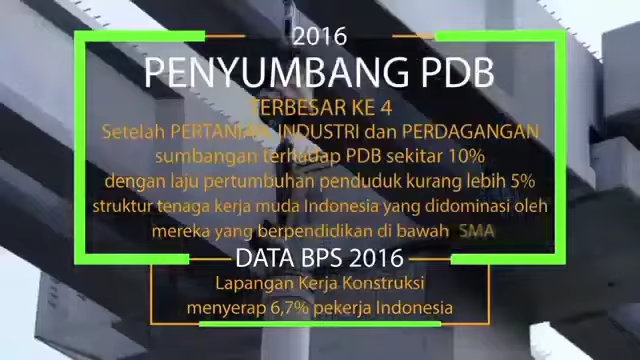 2016
PENYUMBANG PDB
TERBESAR KE 4
Setelah PERTANIAN, INDUSTRI dan PERDAGANGAN
sumbangan terhadap PDB sekitar 10%
dengan laju pertumbuhan penduduk kurang lebih 5%
struktur tenaga kerja muda Indonesia yang didominasi oleh
mereka yang berpendidikan di bawah SMA
DATA BPS 2016
Lapangan Kerja Konstruksi
menyerap 6,7% pekerja Indonesia